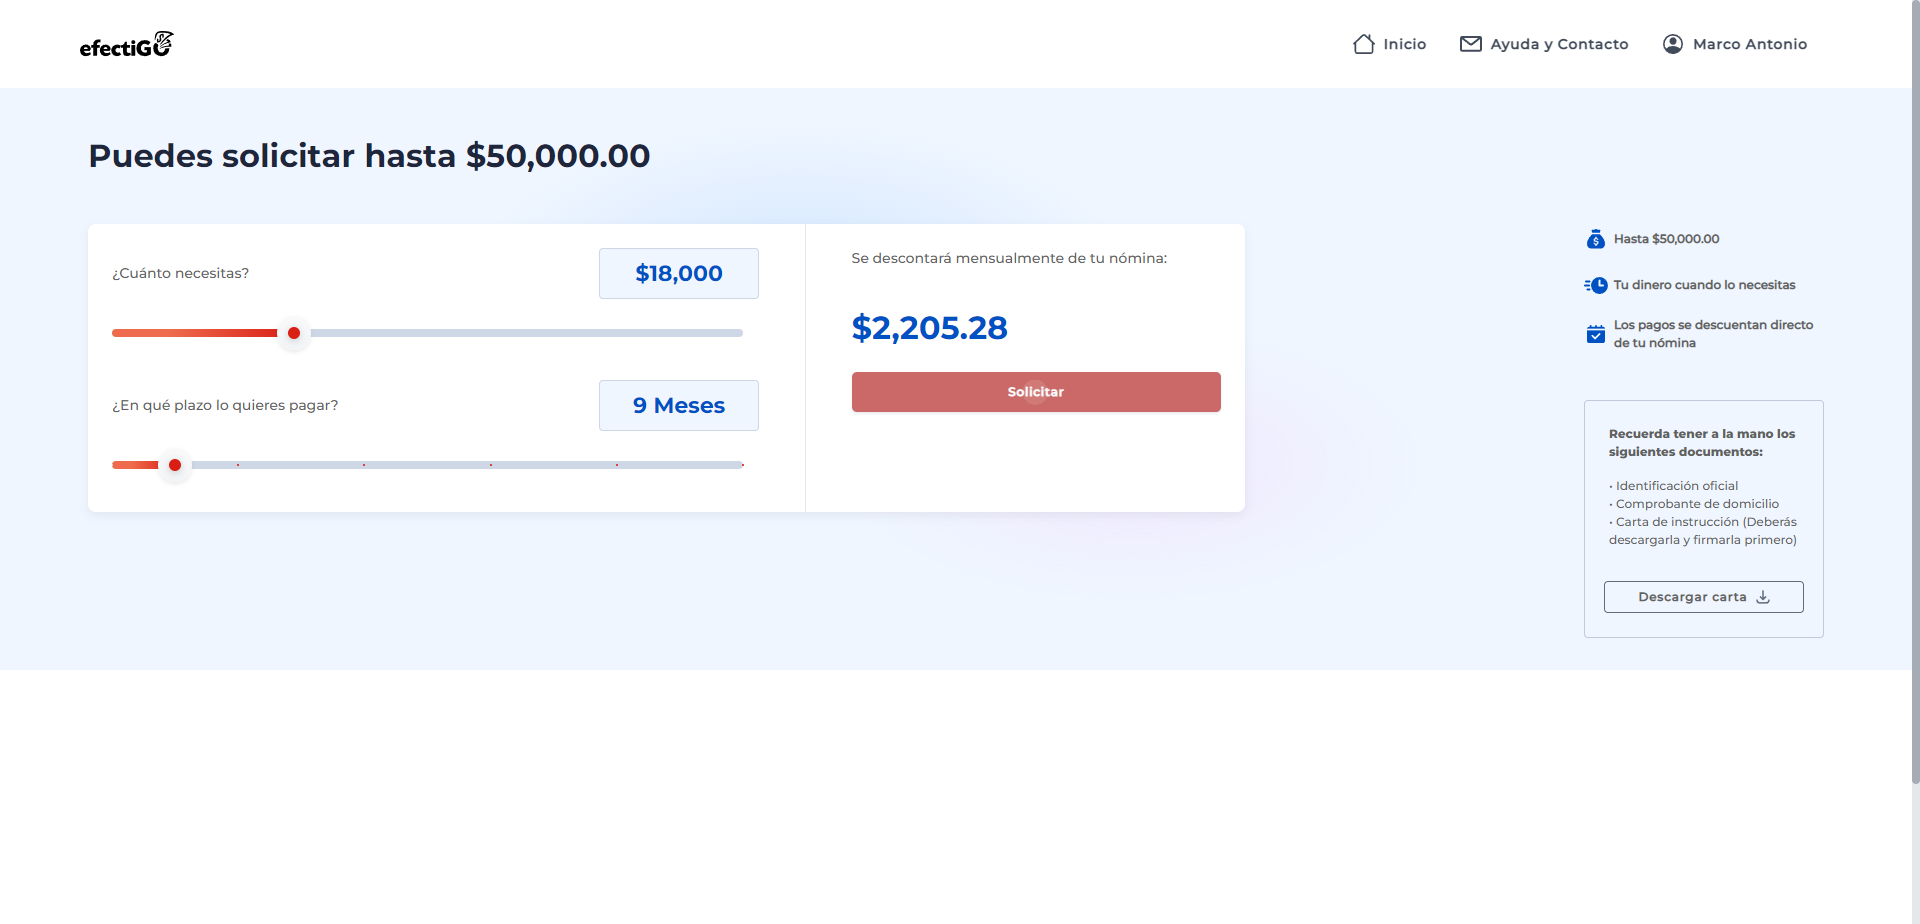 efectiGO
Inicio
Ayuda y Contacto
Marco Antonio
Puedes solicitar hasta $50,000.00
¿Cuánto necesitas?
$18,000
¿En qué plazo lo quieres pagar?
9 Meses
Se descontará mensualmente de tu nómina:
$2,205.28
Solicitar
Hasta $50,000.00
Tu dinero cuando lo necesitas
Los pagos se descuentan directo
de tu nómina
Recuerda tener a la mano los
siguientes documentos:
• Identificación oficial
• Comprobante de domicilio
• Carta de instrucción (Deberás
descargarla y firmarla primero)
Descargar carta